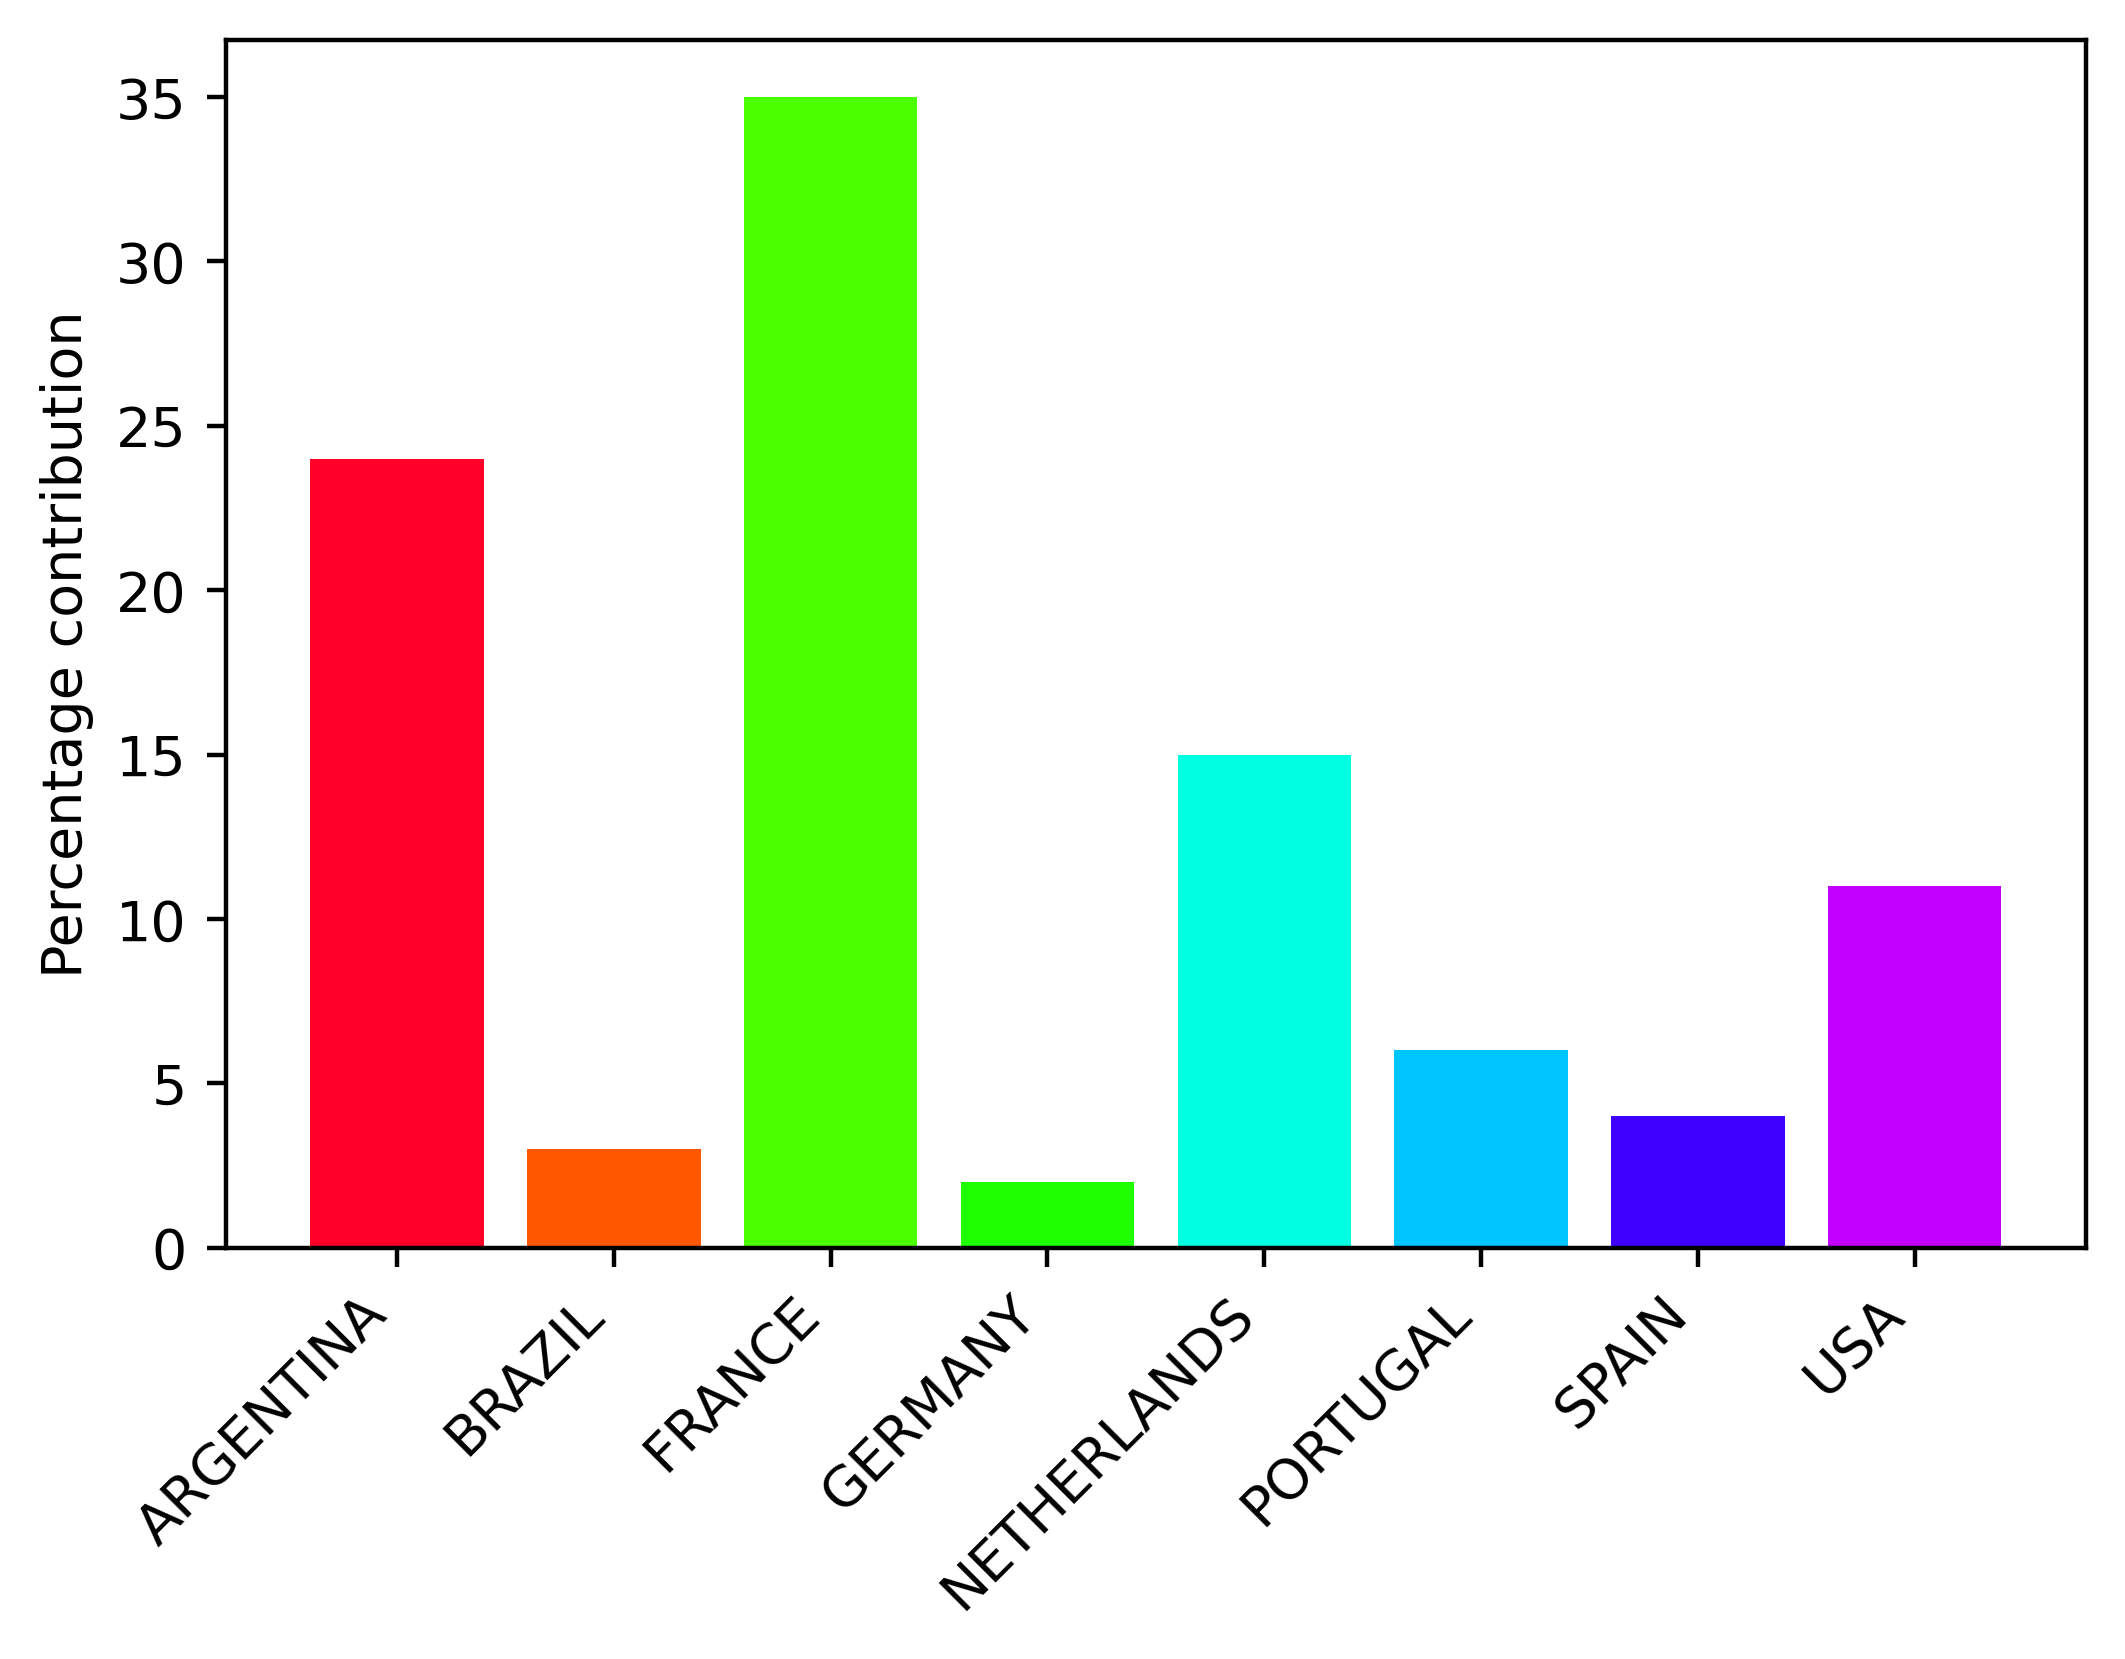 Percentage contribution
35
30
25
20
15
10
5
0
ARGENTINA
BRAZIL
FRANCE
GERMANY
NETHERLANDS
PORTUGAL
SPAIN
USA